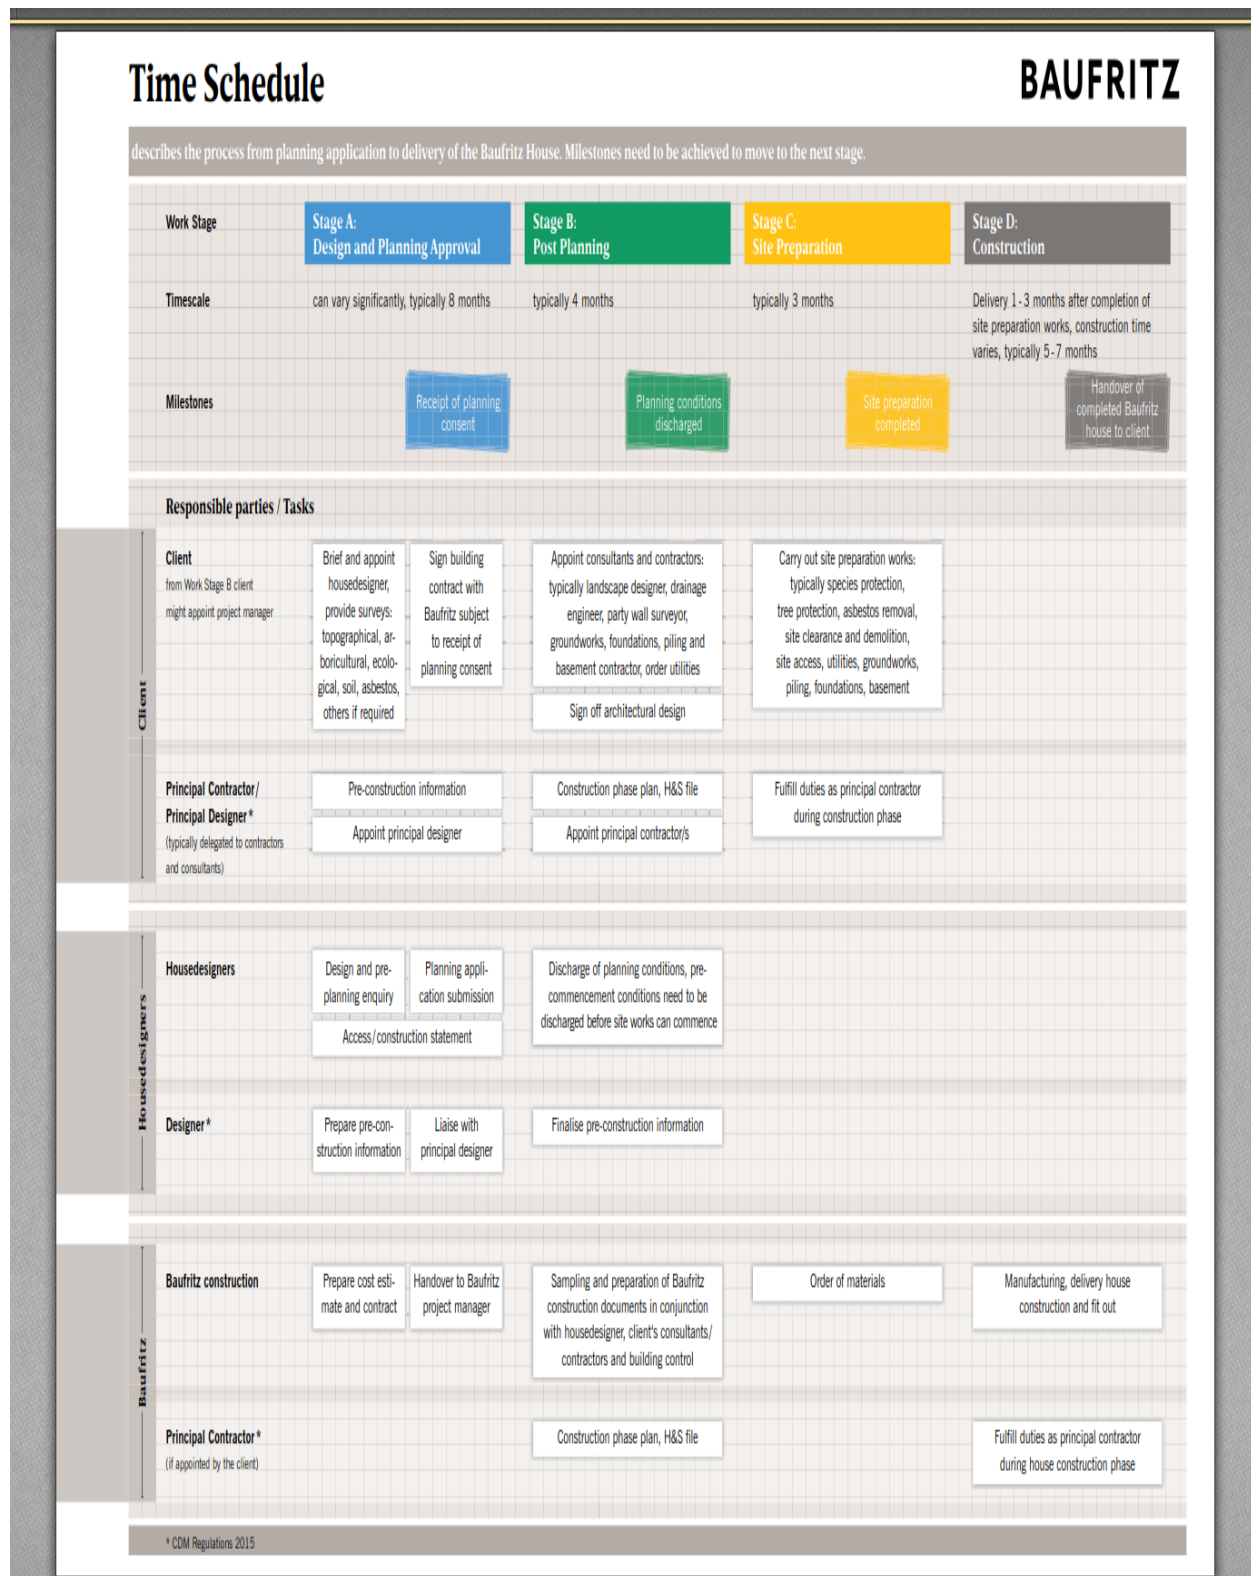 Time Schedule
BAUFRITZ
describes the process from planning application to delivery of the Baufritz House. Milestones need to be achieved to move to the next stage.
Work Stage
Stage A:
Design and Planning Approval
Stage B:
Post Planning
Stage C:
Site Preparation
Stage D:
Construction
Timescale
can vary significantly, typically 8 months
typically 4 months
typically 3 months
Delivery 1 - 3 months after completion of
site preparation works, construction time
varies, typically 5 - 7 months
Milestones
Receipt of planning
consent
Planning conditions
discharged
Site preparation
completed
Handover of
completed Baufritz
house to client
Responsible parties / Tasks
Client
Client
from Work Stage B client
might appoint project manager
Brief and appoint
housedesigner,
provide surveys:
topographical, ar-
boricultural, ecolo-
gical, soil, asbestos,
others if required
Sign building
contract with
Baufritz subject
to receipt of
planning consent
Appoint consultants and contractors:
typically landscape designer, drainage
engineer, party wall surveyor,
groundworks, foundations, piling and
basement contractor, order utilities
Sign off architectural design
Carry out site preparation works:
typically species protection,
tree protection, asbestos removal,
site clearance and demolition,
site access, utilities, groundworks,
piling, foundations, basement
Principal Contractor/
Principal Designer *
(typically delegated to contractors
and consultants)
Pre-construction information
Appoint principal designer
Construction phase plan, H&S file
Appoint principal contractor/s
Fulfill duties as principal contractor
during construction phase
Housedesigners
Housedesigners
Design and pre-
planning enquiry
Planning appli-
cation submission
Access/construction statement
Discharge of planning conditions, pre-
commencement conditions need to be
discharged before site works can commence
Designer *
Prepare pre-con-
struction information
Liaise with
principal designer
Finalise pre-construction information
Baufritz
Baufritz construction
Prepare cost esti-
mate and contract
Handover to Baufritz
project manager
Sampling and preparation of Baufritz
construction documents in conjunction
with housedesigner, client's consultants/
contractors and building control
Order of materials
Manufacturing, delivery house
construction and fit out
Principal Contractor *
(if appointed by the client)
Construction phase plan, H&S file
Fulfill duties as principal contractor
during house construction phase
* CDM Regulations 2015